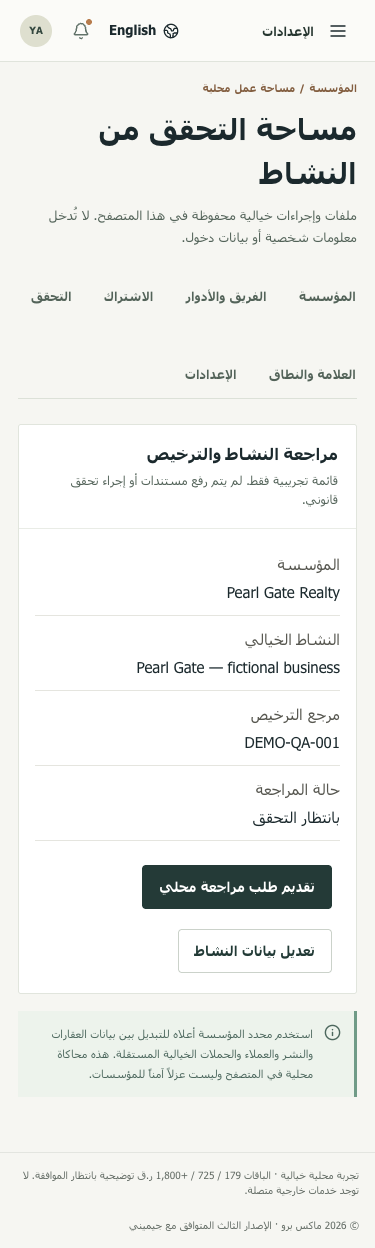 الإعدادات
English
YA
المؤسسة / مساحة عمل محلية
مساحة التحقق من
النشاط
ملفات وإجراءات خيالية محفوظة في هذا المتصفح. لا تُدخل
معلومات شخصية أو بيانات دخول.
المؤسسة الفريق والأدوار الاشتراك التحقق
العلامة والنطاق الإعدادات
مراجعة النشاط والترخيص
قائمة تجريبية فقط. لم يتم رفع مستندات أو إجراء تحقق
قانوني.
المؤسسة
Pearl Gate Realty
النشاط الخيالي
Pearl Gate — fictional business
مرجع الترخيص
DEMO-QA-001
حالة المراجعة
بانتظار التحقق
تقديم طلب مراجعة محلي
تعديل بيانات النشاط
استخدم محدد المؤسسة أعلاه للتبديل بين بيانات العقارات
والنشر والعملاء والحملات الخيالية المستقلة. هذه محاكاة
محلية في المتصفح وليست عزلاً آمناً للمؤسسات.
تجربة محلية خيالية · الباقات 179 / 725 / +1,800 ر.ق توضيحية بانتظار الموافقة. لا
توجد خدمات خارجية متصلة.
© 2026 ماكس برو · الإصدار الثالث المتوافق مع جيميني